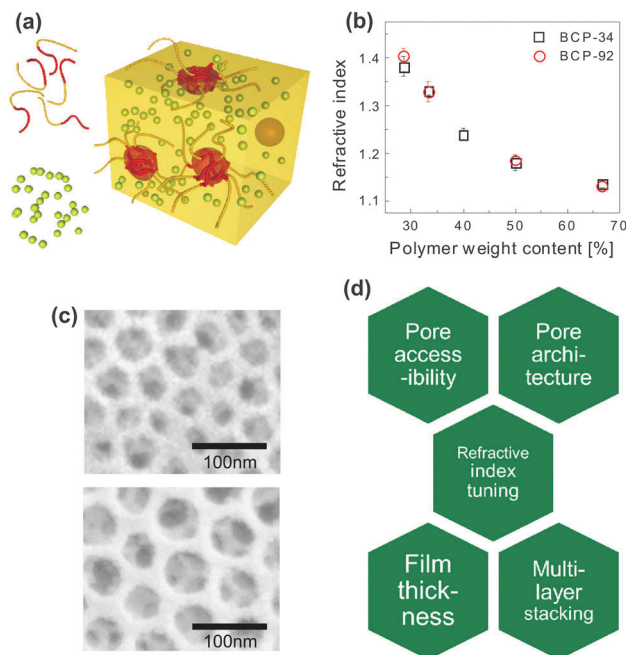 (a)
(b)
BCP-34
BCP-92
Refractive index
1.4
1.3
1.2
1.1
30
40
50
60
70
Polymer weight content [%]
(c)
100nm
100nm
(d)
Pore
access
-ibility
Pore
archi-
tecture
Refractive
index
tuning
Film
thick-
ness
Multi-
layer
stacking